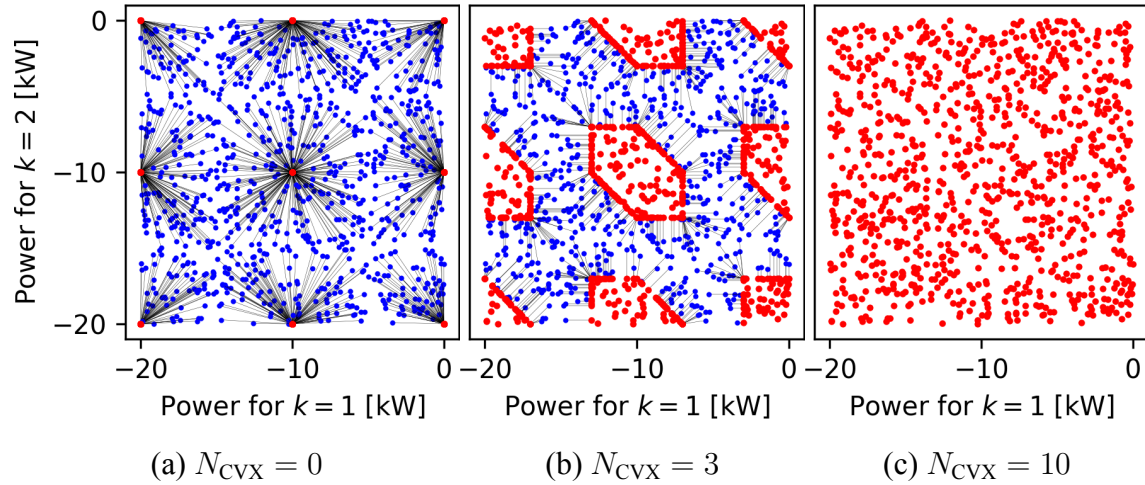 0
−10
−20
Power for k = 2 [kW]
−20 −10 0
−20 −10 0
−20 −10 0
Power for k = 1 [kW]
Power for k = 1 [kW]
Power for k = 1 [kW]
(a) N_CVX = 0
(b) N_CVX = 3
(c) N_CVX = 10